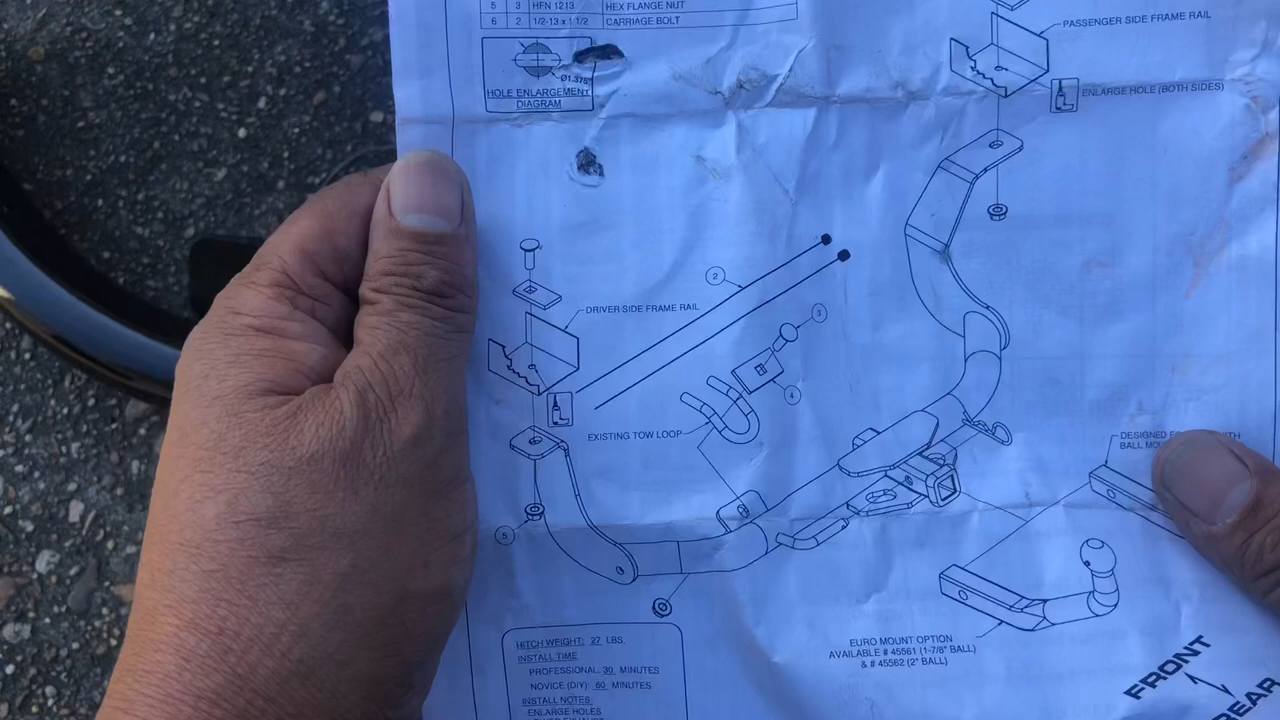 5 3 HFN 1213 HEX FLANGE NUT
6 2 1/2-13 x 1 1/2 CARRIAGE BOLT
Ø1.375"
HOLE ENLARGEMENT
DIAGRAM
PASSENGER SIDE FRAME RAIL
ENLARGE HOLE (BOTH SIDES)
2
3
DRIVER SIDE FRAME RAIL
4
EXISTING TOW LOOP
DESIGNED
BALL
5
HITCH WEIGHT: 27 LBS.
INSTALL TIME
PROFESSIONAL: 30 MINUTES
NOVICE (DIY): 60 MINUTES
INSTALL NOTES
ENLARGE HOLES
EURO MOUNT OPTION
AVAILABLE # 45561 (1-7/8" BALL)
& # 45562 (2" BALL)
FRONT
REAR